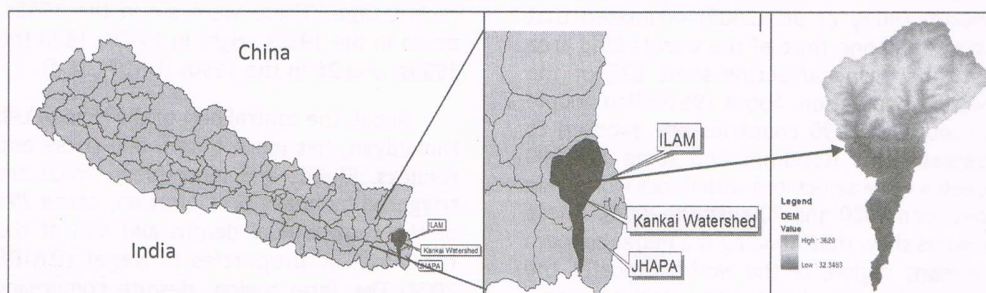 China
India
ILAM
Kankai Watershed
JHAPA
ILAM
Kankai Watershed
JHAPA
Legend
DEM
Value
High : 3620
Low : 32.3483